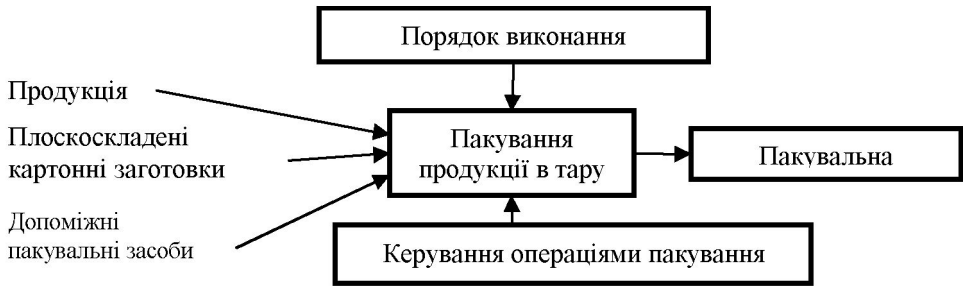 Порядок виконання
Продукція
Плоскоскладені
картонні заготовки
Допоміжні
пакувальні засоби
Пакування
продукції в тару
Пакувальна
Керування операціями пакування